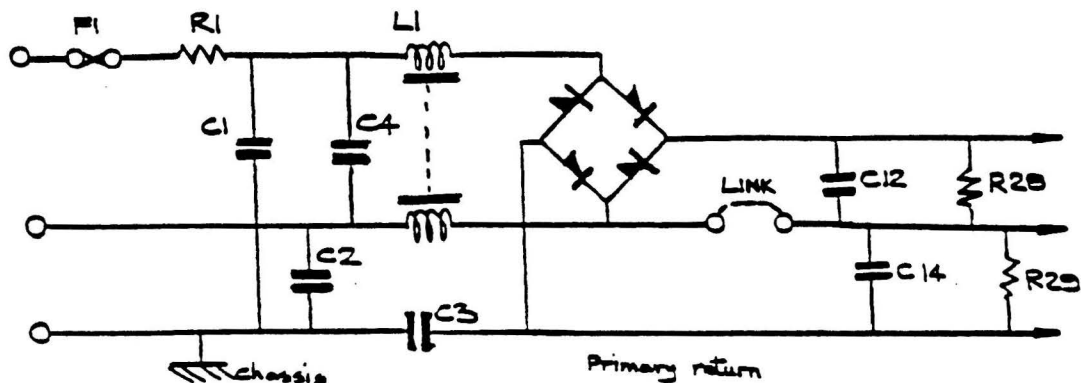 F1
R1
L1
C1
C4
C2
C3
LINK
C12
R28
C14
R29
chassis
Primary return